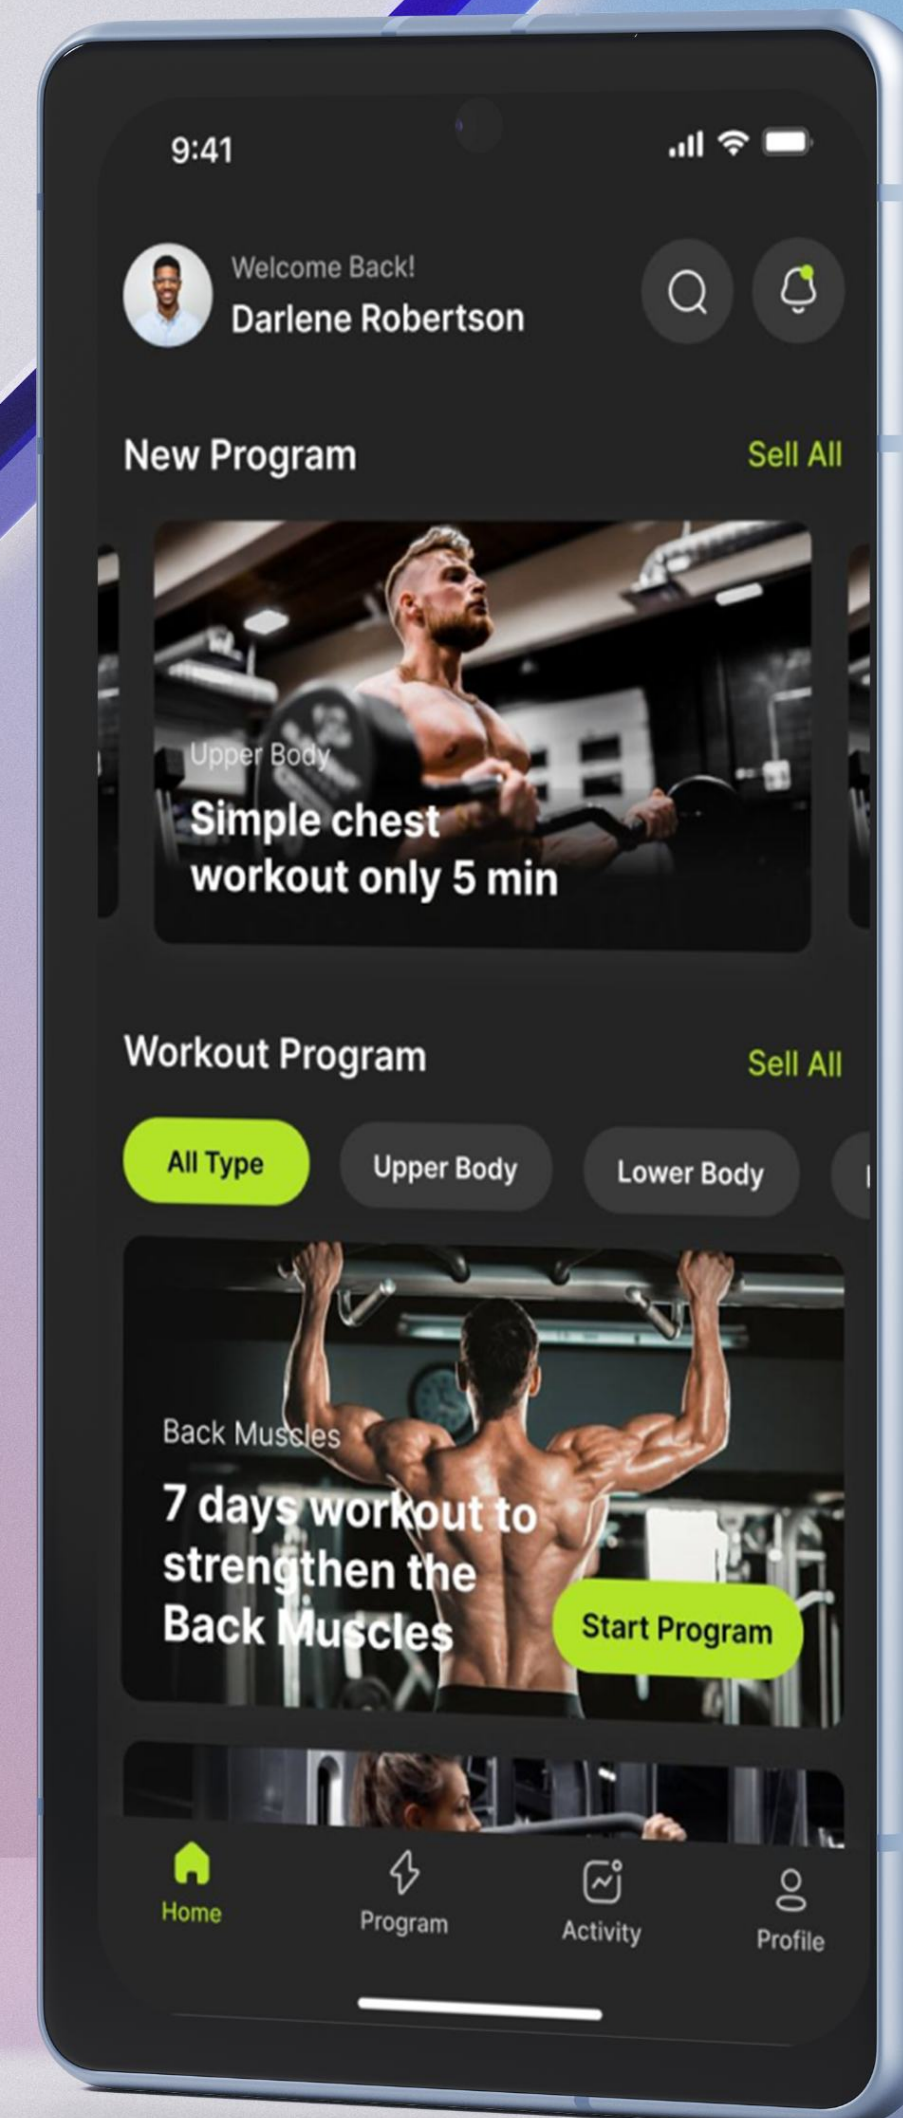 9:41
Welcome Back!
Darlene Robertson
New Program
Sell All
Upper Body
Simple chest
workout only 5 min
Workout Program
Sell All
All Type
Upper Body
Lower Body
Back Muscles
7 days workout to
strengthen the
Back Muscles
Start Program
Home
Program
Activity
Profile